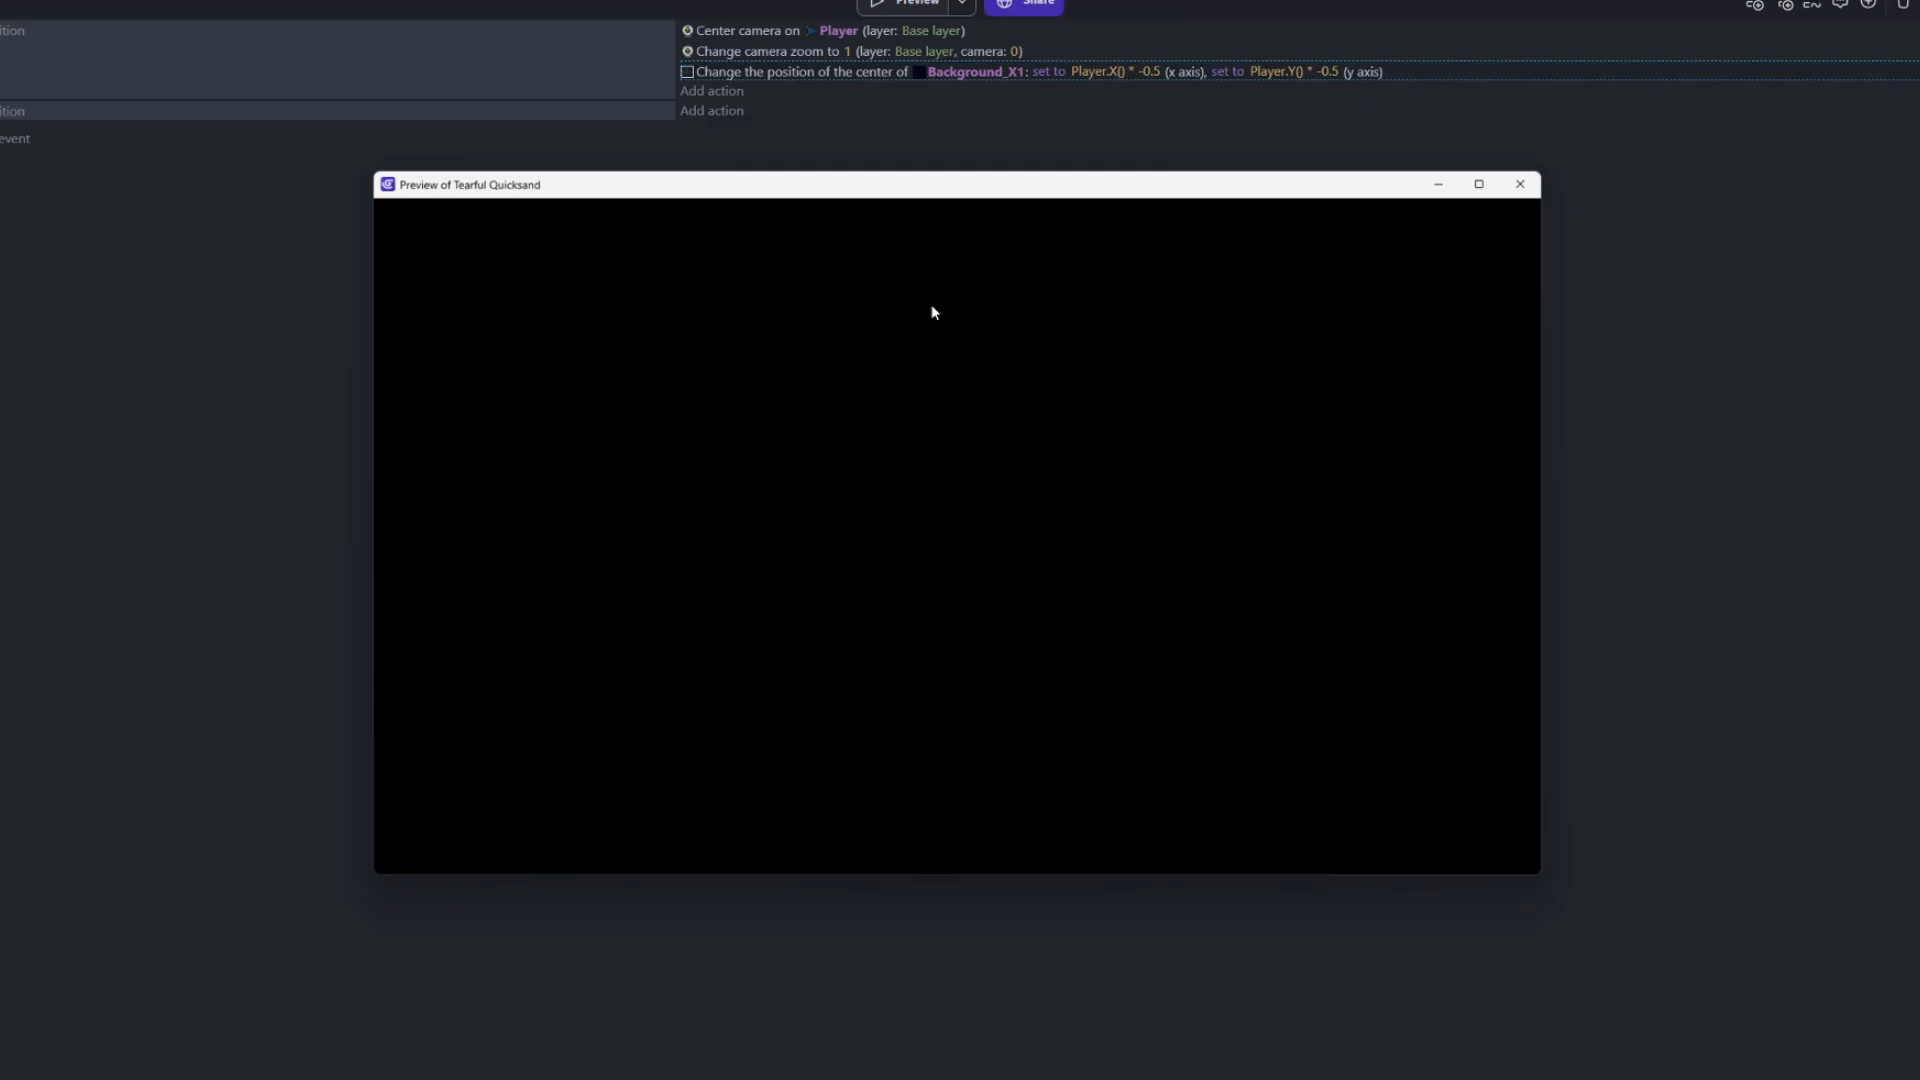 Preview
Share
ition
Center camera on Player (layer: Base layer)
Change camera zoom to 1 (layer: Base layer, camera: 0)
Change the position of the center of Background_X1: set to Player.X() * -0.5 (x axis), set to Player.Y() * -0.5 (y axis)
Add action
ition
Add action
event
Preview of Tearful Quicksand